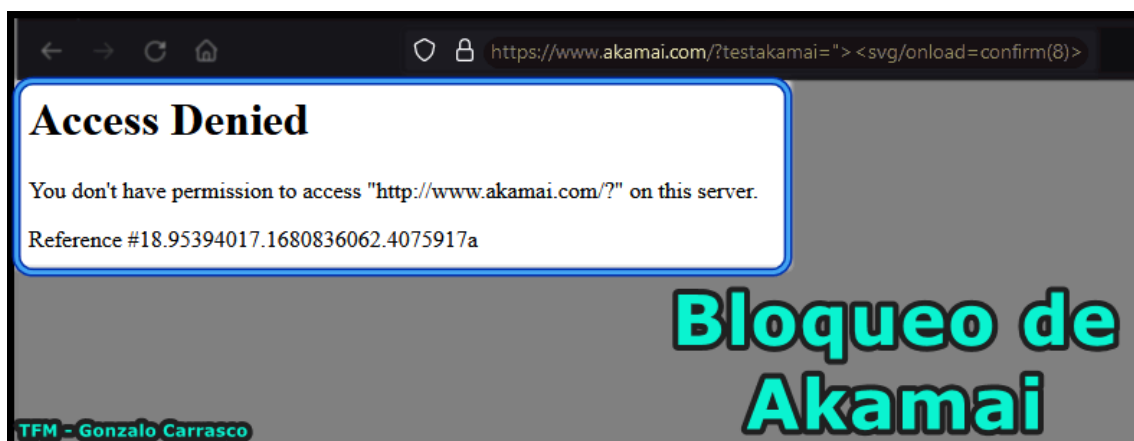 https://www.akamai.com/?testakamai="><svg/onload=confirm(8)>
Access Denied
You don't have permission to access "http://www.akamai.com/?" on this server.
Reference #18.95394017.1680836062.4075917a
Bloqueo de
Akamai
TFM - Gonzalo Carrasco